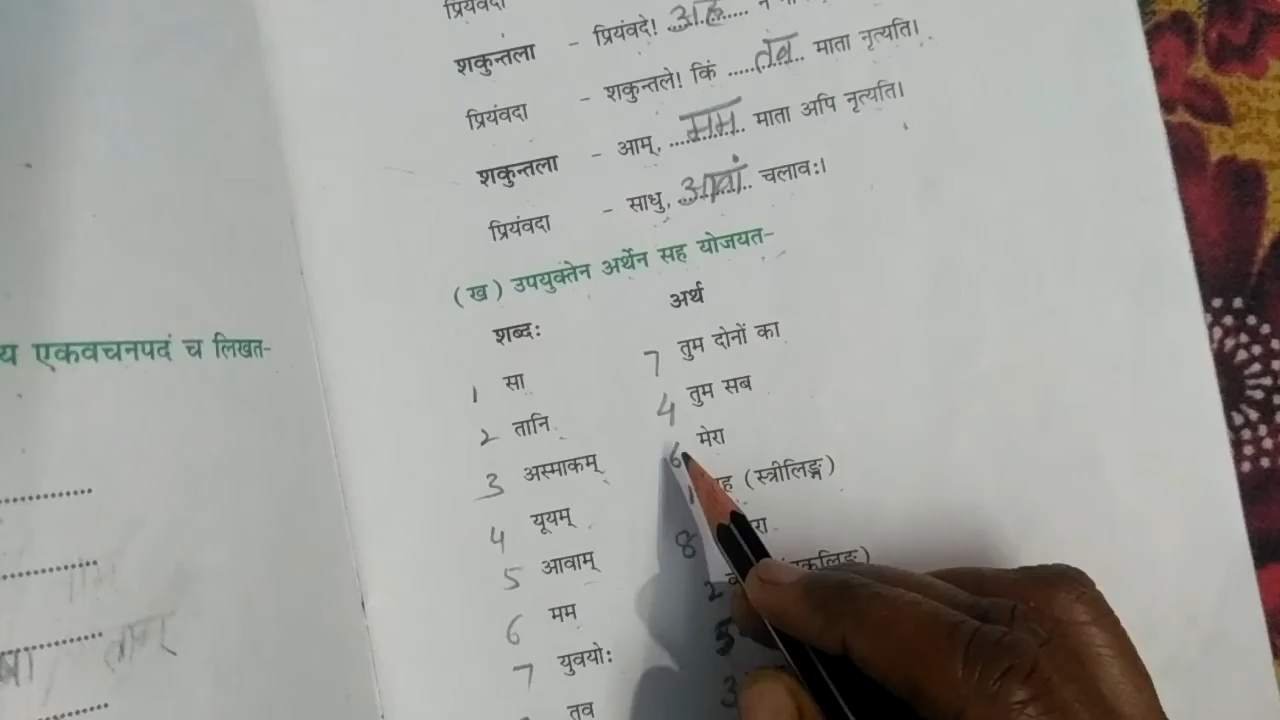 प्रियंवदा
शकुन्तला - प्रियंवदे! ......
प्रियंवदा - शकुन्तले! किं ......तव.. माता नृत्यति।
शकुन्तला - आम्, ..मम.. माता अपि नृत्यति।
प्रियंवदा - साधु, ..आवां.. चलावः।
(ख) उपयुक्तेन अर्थेन सह योजयत-
शब्दः अर्थ
1 सा 7 तुम दोनों का
2 तानि 4 तुम सब
3 अस्माकम् 6 मेरा
4 यूयम् 1 (स्त्रीलिङ्ग)
5 आवाम् 8
6 मम 2
7 युवयोः 5
तव 3
य एकवचनपदं च लिखत-